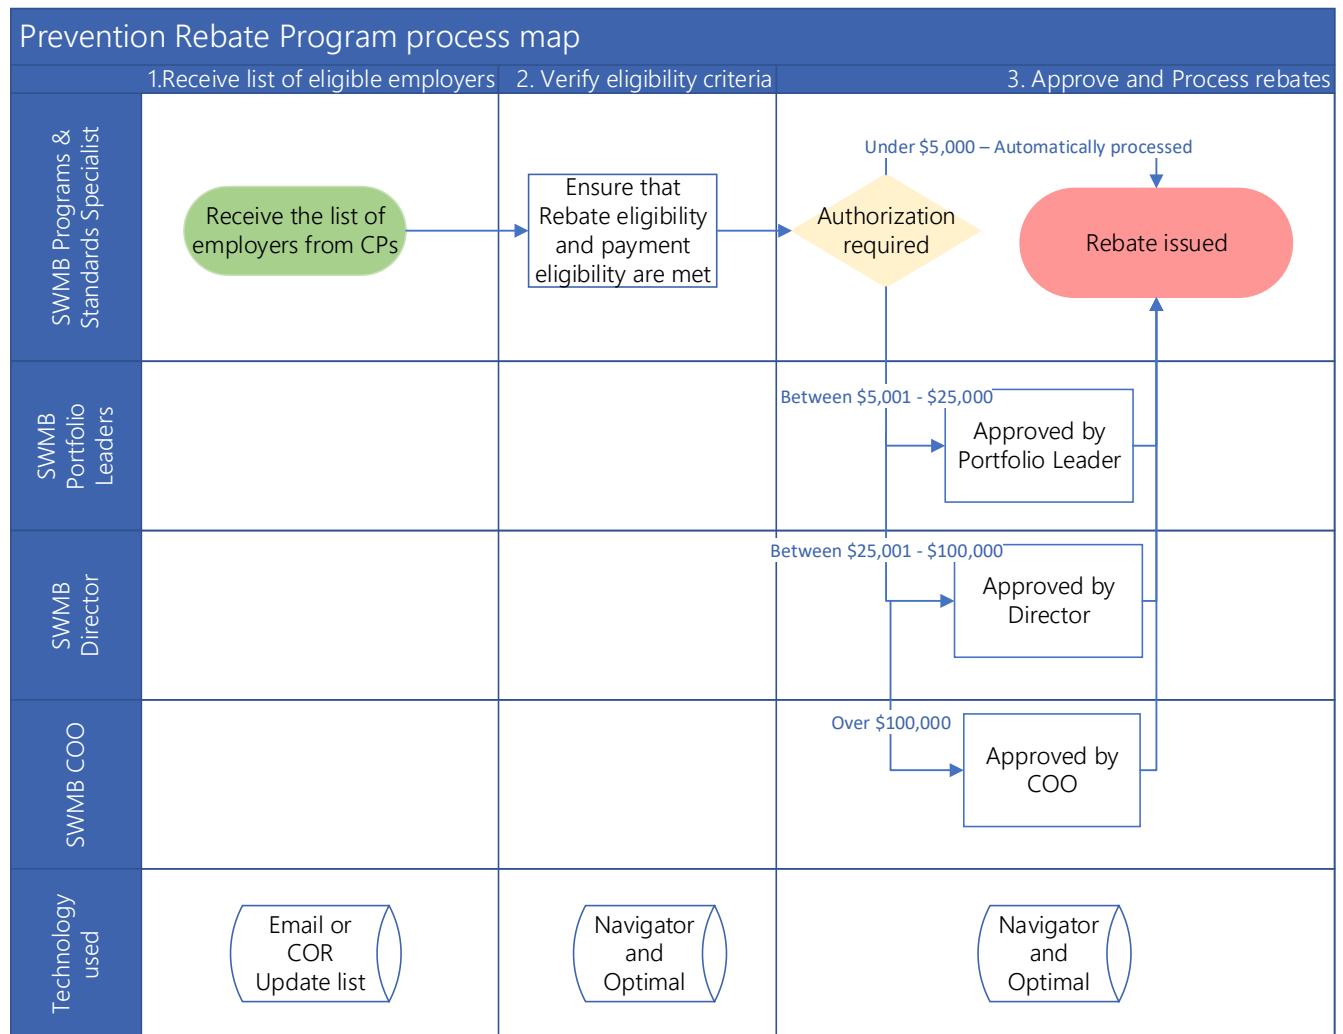 Prevention Rebate Program process map
1.Receive list of eligible employers
2. Verify eligibility criteria
3. Approve and Process rebates
SWMB Programs &
Standards Specialist
Receive the list of
employers from CPs
Ensure that
Rebate eligibility
and payment
eligibility are met
Under $5,000 – Automatically processed
Authorization
required
Rebate issued
SWMB
Portfolio
Leaders
Between $5,001 - $25,000
Approved by
Portfolio Leader
SWMB
Director
Between $25,001 - $100,000
Approved by
Director
SWMB COO
Over $100,000
Approved by
COO
Technology
used
Email or
COR
Update list
Navigator
and
Optimal
Navigator
and
Optimal